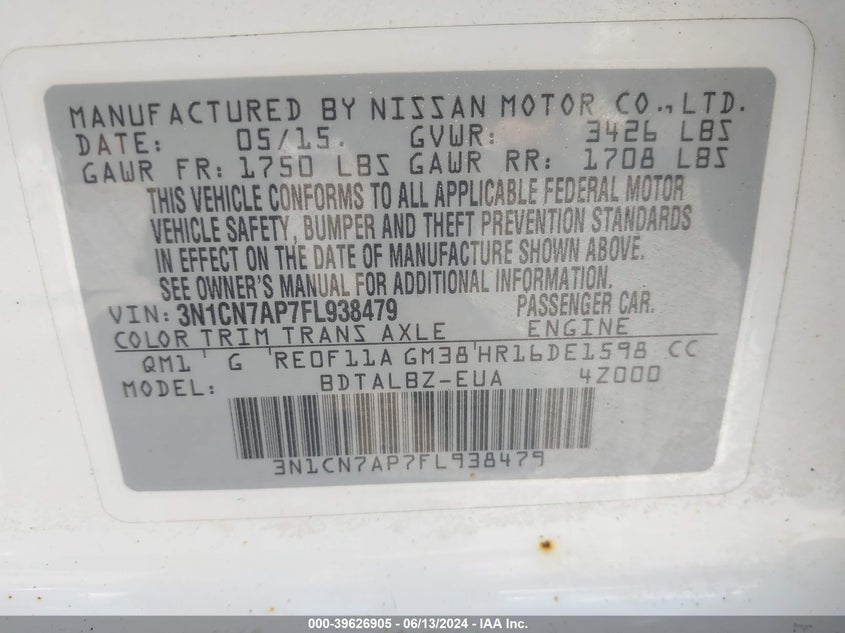 MANUFACTURED BY NISSAN MOTOR CO., LTD.
DATE: 05/15. GVWR: 3426 LBS
GAWR FR: 1750 LBS GAWR RR: 1708 LBS
THIS VEHICLE CONFORMS TO ALL APPLICABLE FEDERAL MOTOR
VEHICLE SAFETY, BUMPER AND THEFT PREVENTION STANDARDS
IN EFFECT ON THE DATE OF MANUFACTURE SHOWN ABOVE.
SEE OWNER'S MANUAL FOR ADDITIONAL INFORMATION.
VIN: 3N1CN7AP7FL938479 PASSENGER CAR.
COLOR TRIM TRANS AXLE ENGINE
QM1 G RE0F11A GM38 HR16DE1598 CC
MODEL: BDTALBZ-EUA 4Z000
3N1CN7AP7FL938479
000-39626905 - 06/13/2024 - IAA Inc.